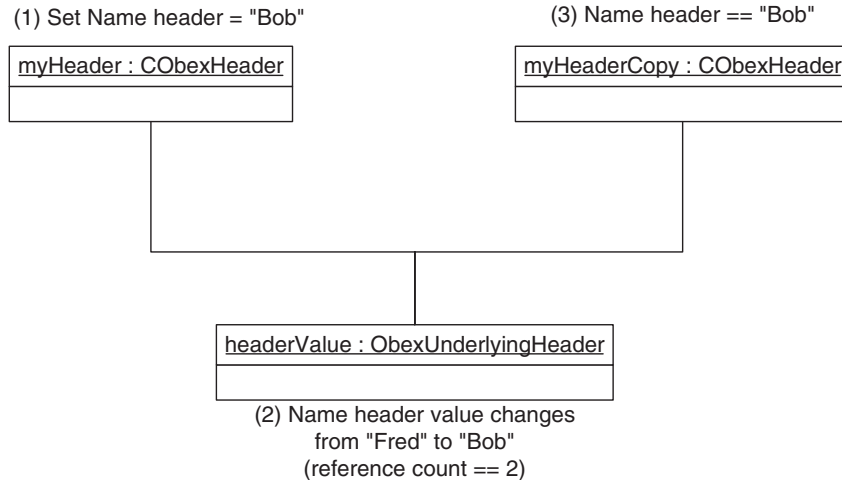 (1) Set Name header = "Bob"
(3) Name header == "Bob"
myHeader : CObexHeader
myHeaderCopy : CObexHeader
headerValue : ObexUnderlyingHeader
(2) Name header value changes
from "Fred" to "Bob"
(reference count == 2)